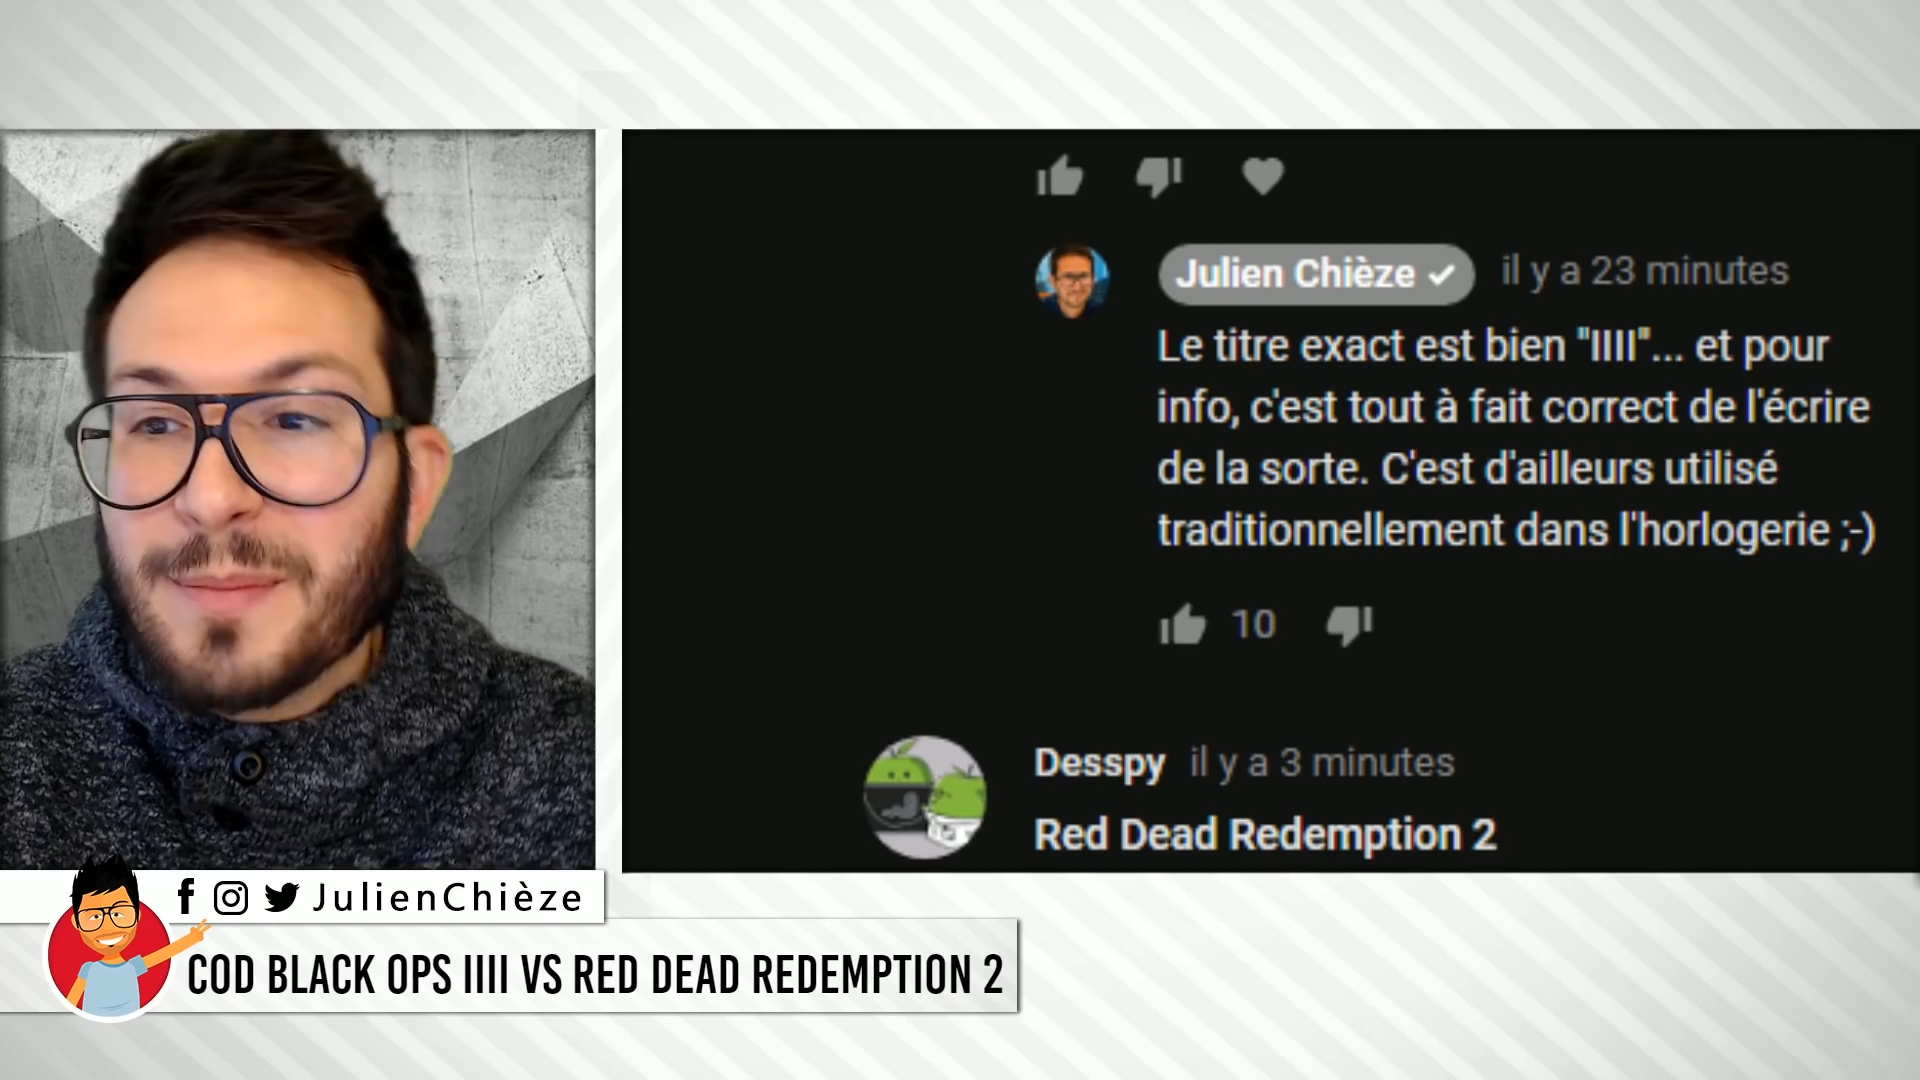 Julien Chièze il y a 23 minutes
Le titre exact est bien "IIII"... et pour
info, c'est tout à fait correct de l'écrire
de la sorte. C'est d'ailleurs utilisé
traditionnellement dans l'horlogerie ;-)
10
Desspy il y a 3 minutes
Red Dead Redemption 2
JulienChièze
COD BLACK OPS IIII VS RED DEAD REDEMPTION 2